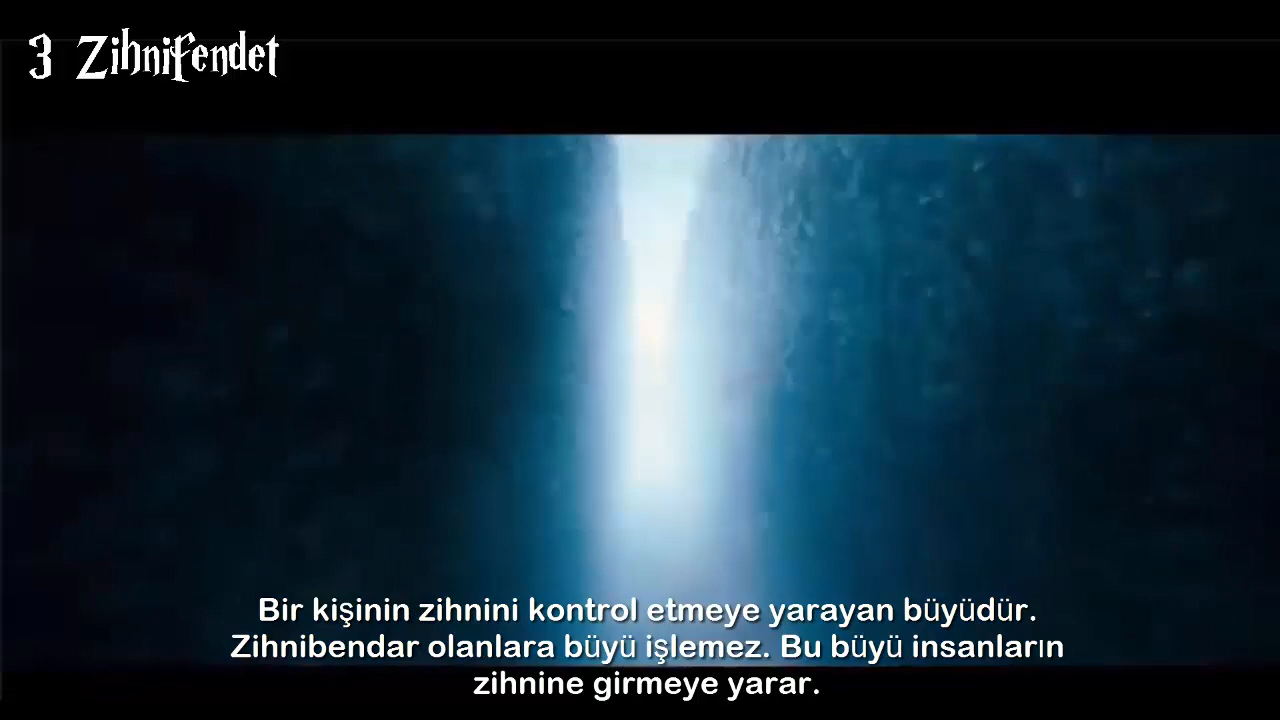 3 Zihnifendet
Bir kişinin zihnini kontrol etmeye yarayan büyüdür.
Zihnibendar olanlara büyü işlemez. Bu büyü insanların
zihnine girmeye yarar.